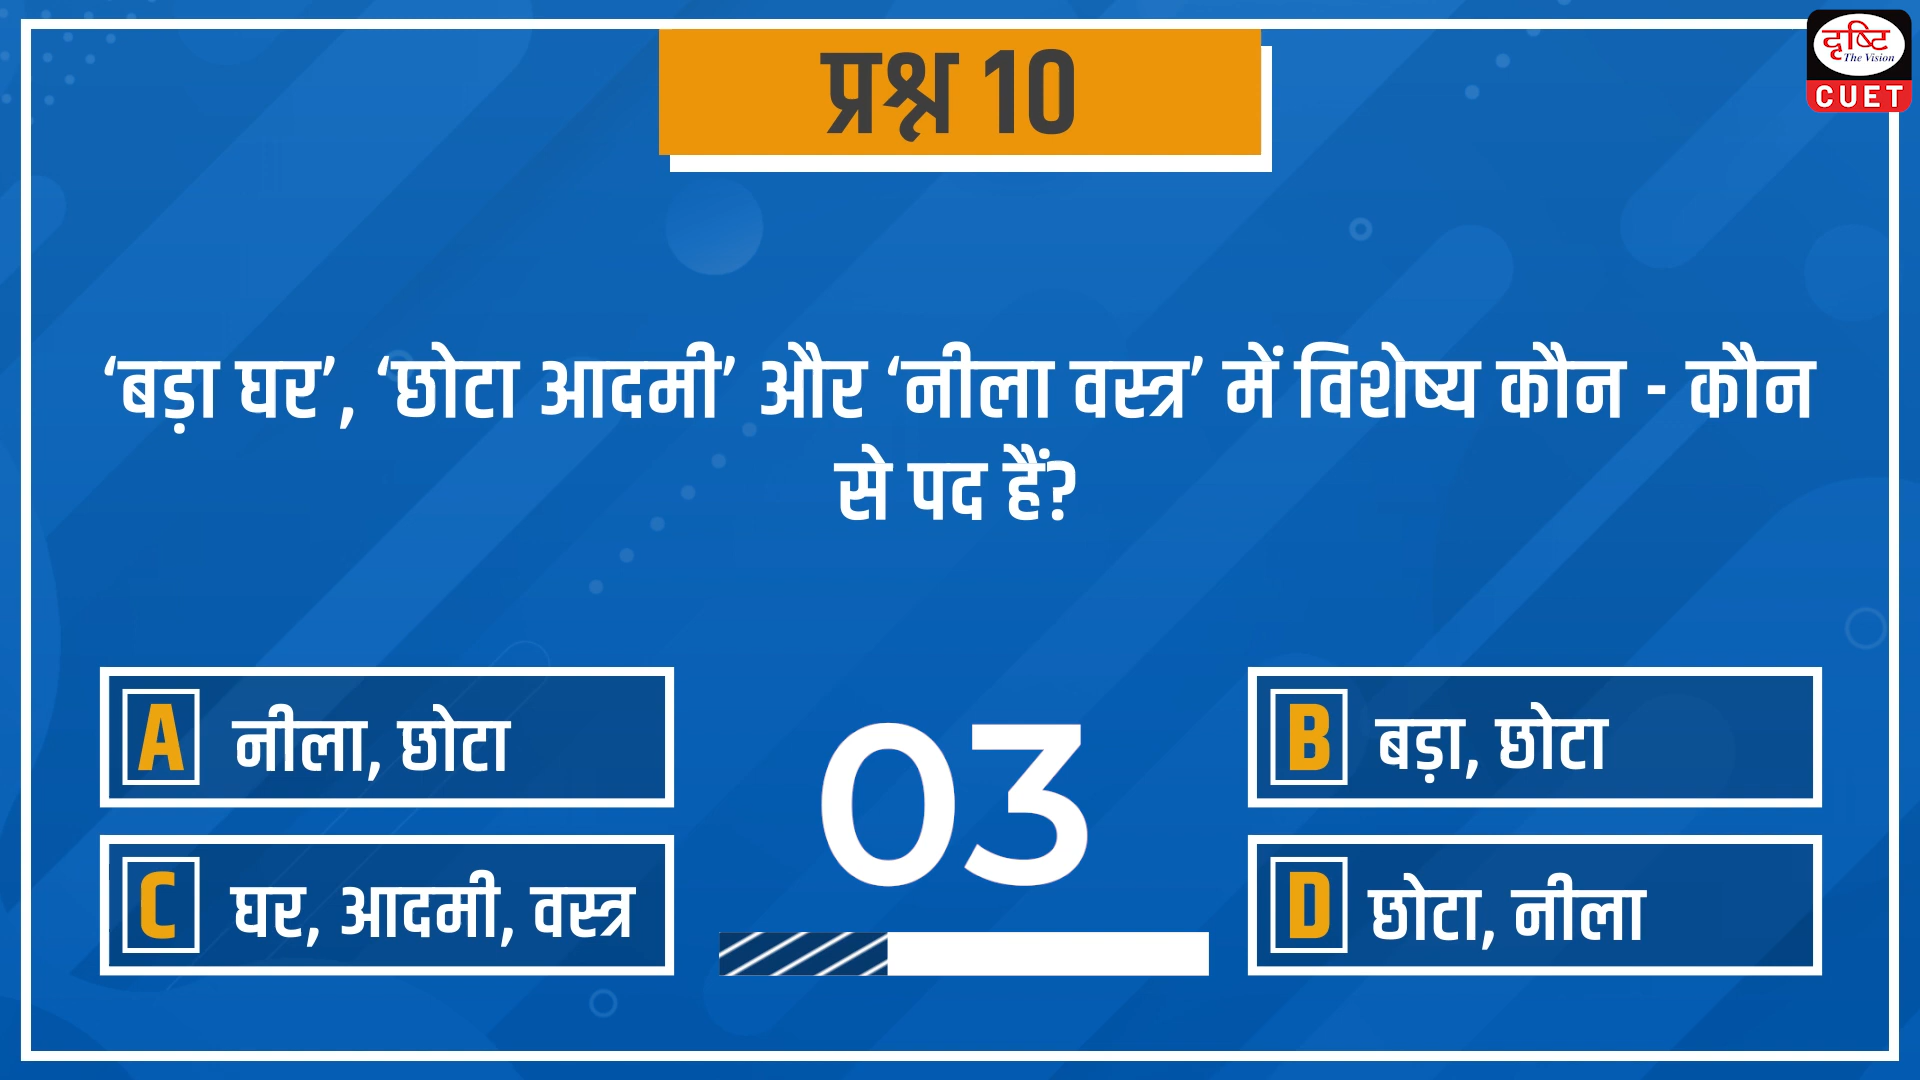 दृष्टि
The Vision
CUET
प्रश्न 10
‘बड़ा घर’, ‘छोटा आदमी’ और ‘नीला वस्त्र’ में विशेष्य कौन - कौन
से पद हैं?
A नीला, छोटा
B बड़ा, छोटा
03
C घर, आदमी, वस्त्र
D छोटा, नीला